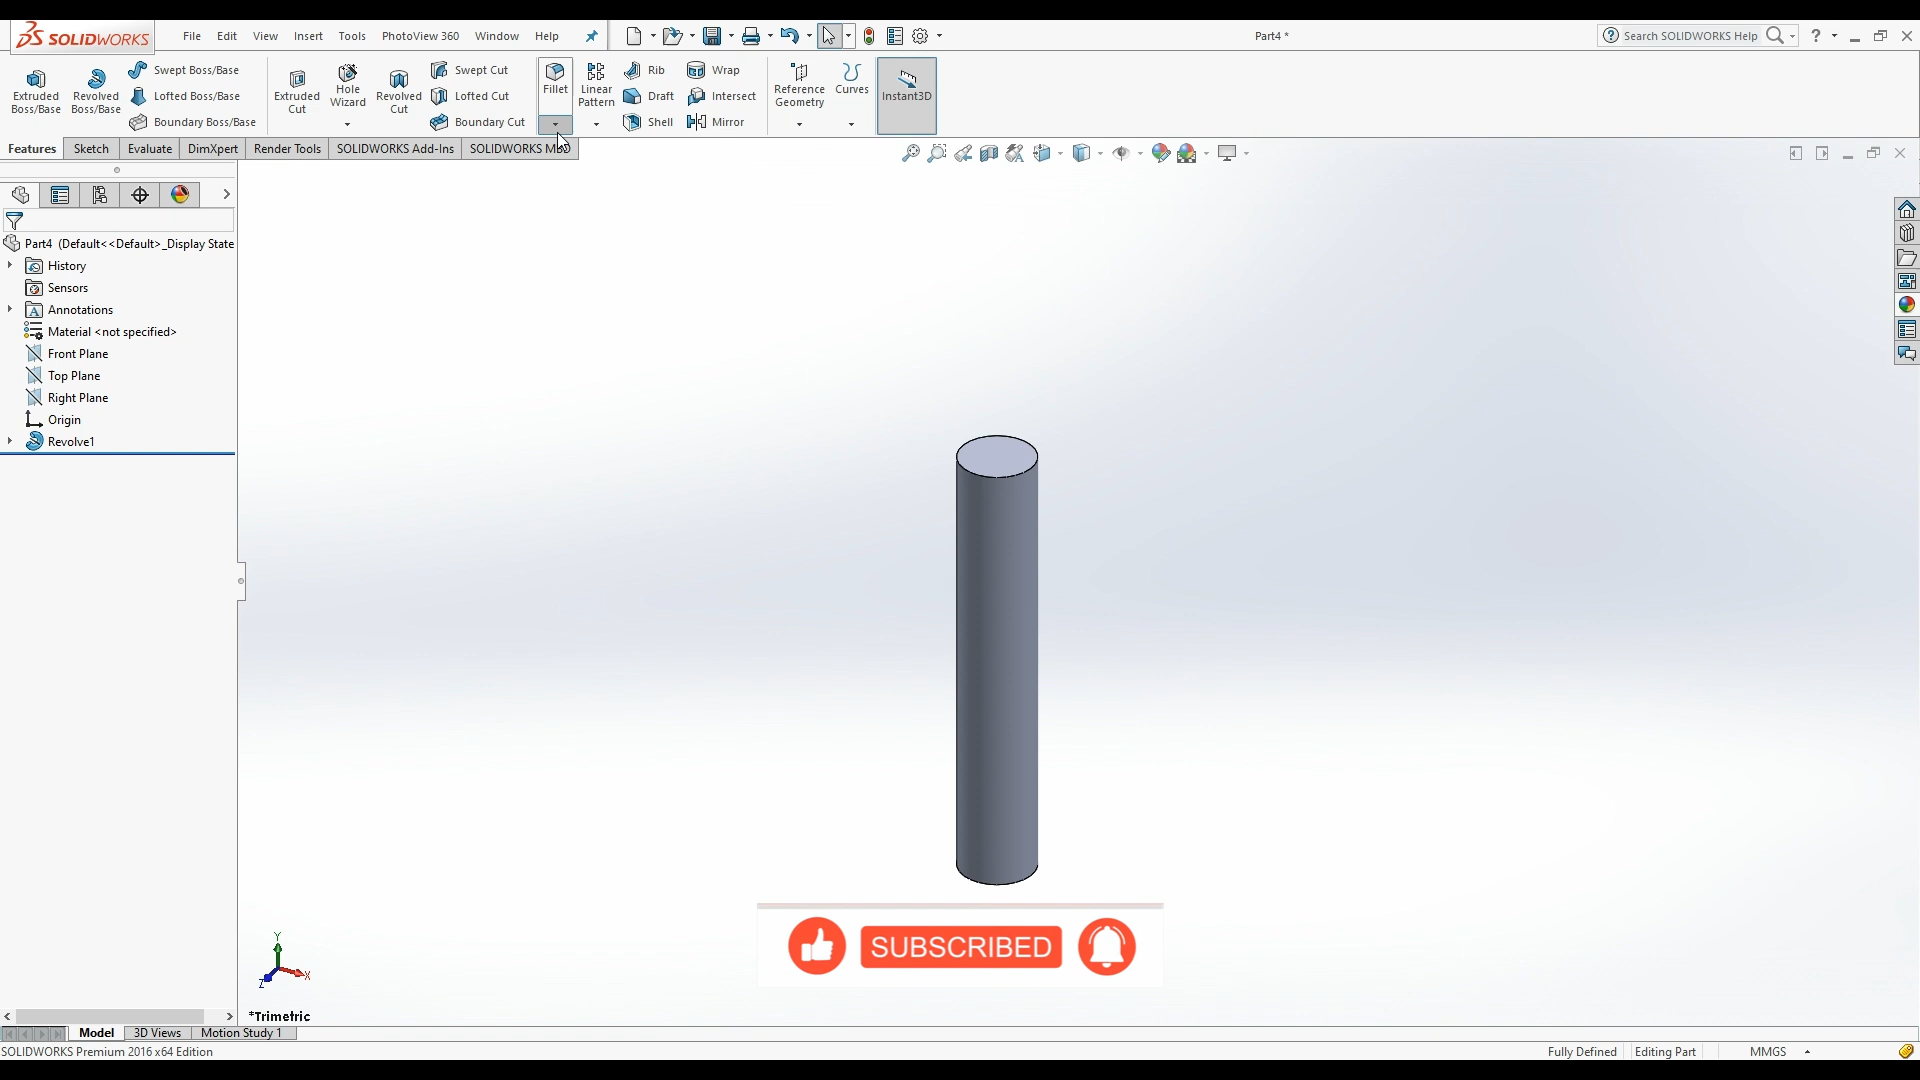 SOLIDWORKS File Edit View Insert Tools PhotoView 360 Window Help Part4 * Search SOLIDWORKS Help ?
Extruded Boss/Base
Revolved Boss/Base
Swept Boss/Base
Lofted Boss/Base
Boundary Boss/Base
Extruded Cut
Hole Wizard
Revolved Cut
Swept Cut
Lofted Cut
Boundary Cut
Fillet
Linear Pattern
Rib
Draft
Shell
Wrap
Intersect
Mirror
Reference Geometry
Curves
Instant3D
Features Sketch Evaluate DimXpert Render Tools SOLIDWORKS Add-Ins SOLIDWORKS MBD
Part4 (Default<<Default>_Display State
History
Sensors
Annotations
Material <not specified>
Front Plane
Top Plane
Right Plane
Origin
Revolve1
SUBSCRIBED
Y
X
Z
*Trimetric
Model 3D Views Motion Study 1
SOLIDWORKS Premium 2016 x64 Edition Fully Defined Editing Part MMGS